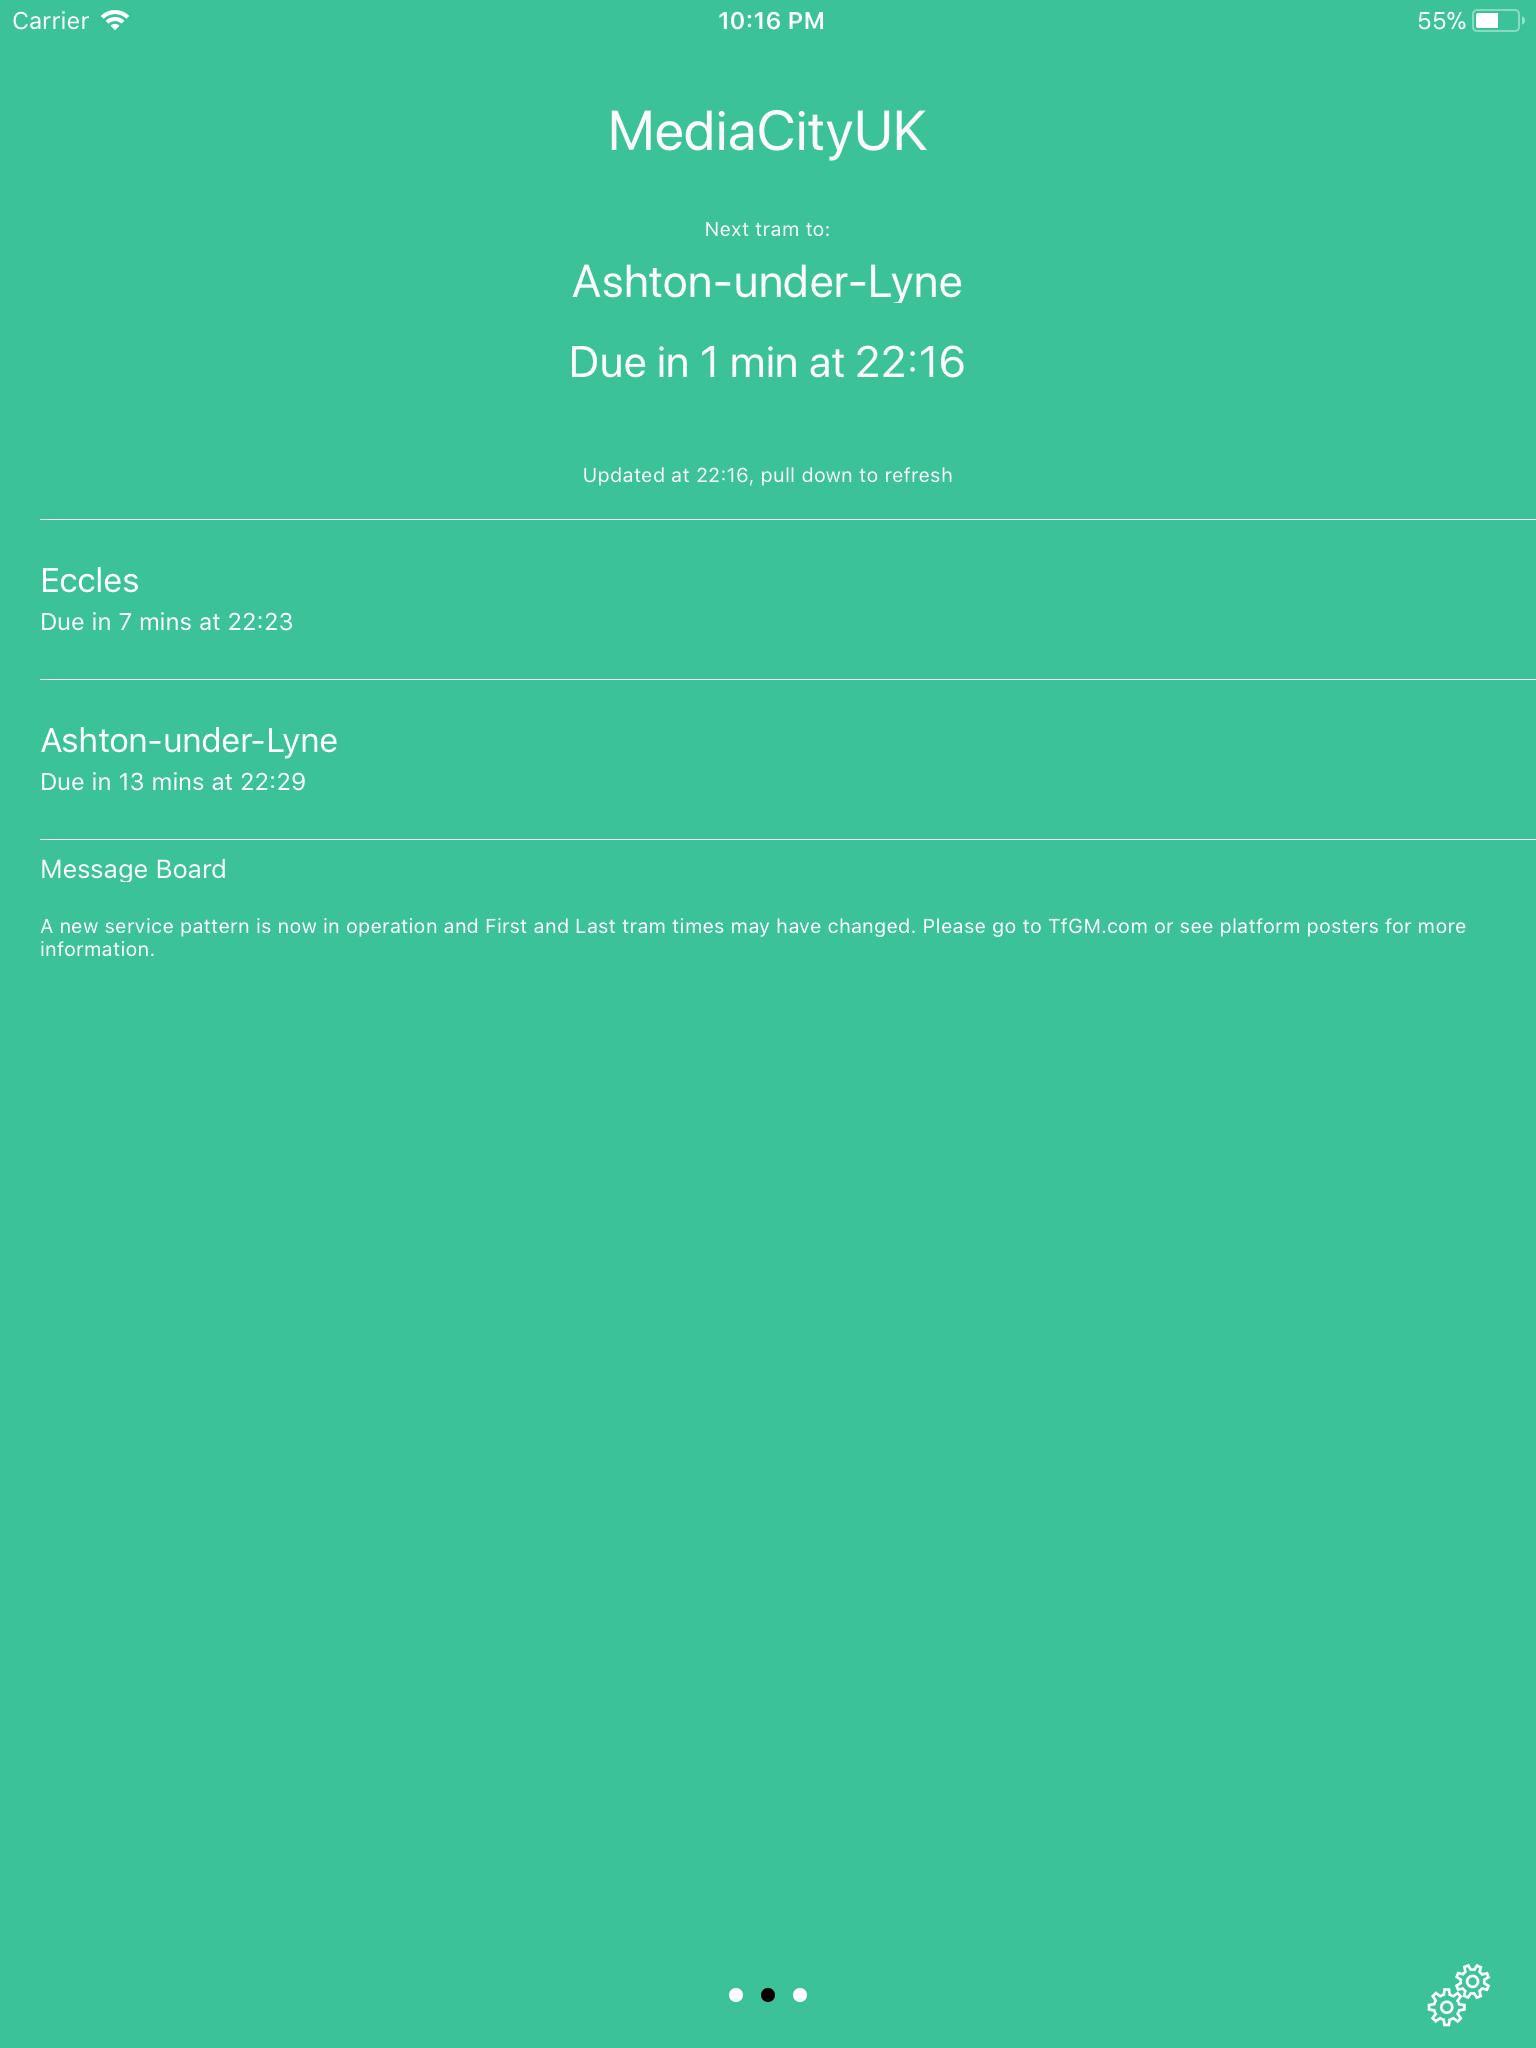 Carrier
10:16 PM
55%
MediaCityUK
Next tram to:
Ashton-under-Lyne
Due in 1 min at 22:16
Updated at 22:16, pull down to refresh
Eccles
Due in 7 mins at 22:23
Ashton-under-Lyne
Due in 13 mins at 22:29
Message Board
A new service pattern is now in operation and First and Last tram times may have changed. Please go to TfGM.com or see platform posters for more
information.